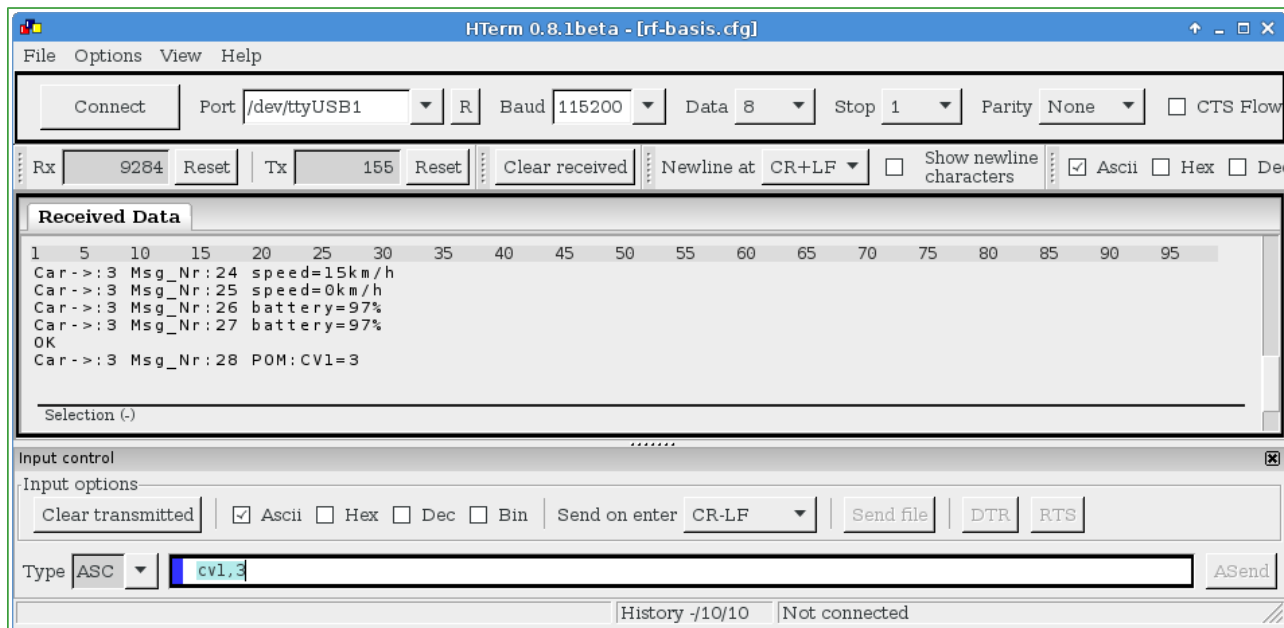 HTerm 0.8.1beta - [rf-basis.cfg]
File Options View Help
Connect Port /dev/ttyUSB1 R Baud 115200 Data 8 Stop 1 Parity None CTS Flow
Rx 9284 Reset Tx 155 Reset Clear received Newline at CR+LF Show newline characters Ascii Hex Dec
Received Data
1 5 10 15 20 25 30 35 40 45 50 55 60 65 70 75 80 85 90 95
Car->:3 Msg_Nr:24 speed=15km/h
Car->:3 Msg_Nr:25 speed=0km/h
Car->:3 Msg_Nr:26 battery=97%
Car->:3 Msg_Nr:27 battery=97%
OK
Car->:3 Msg_Nr:28 POM:CV1=3
Selection (-)
Input control
Input options
Clear transmitted Ascii Hex Dec Bin Send on enter CR-LF Send file DTR RTS
Type ASC cv1,3 ASend
History -/10/10 Not connected